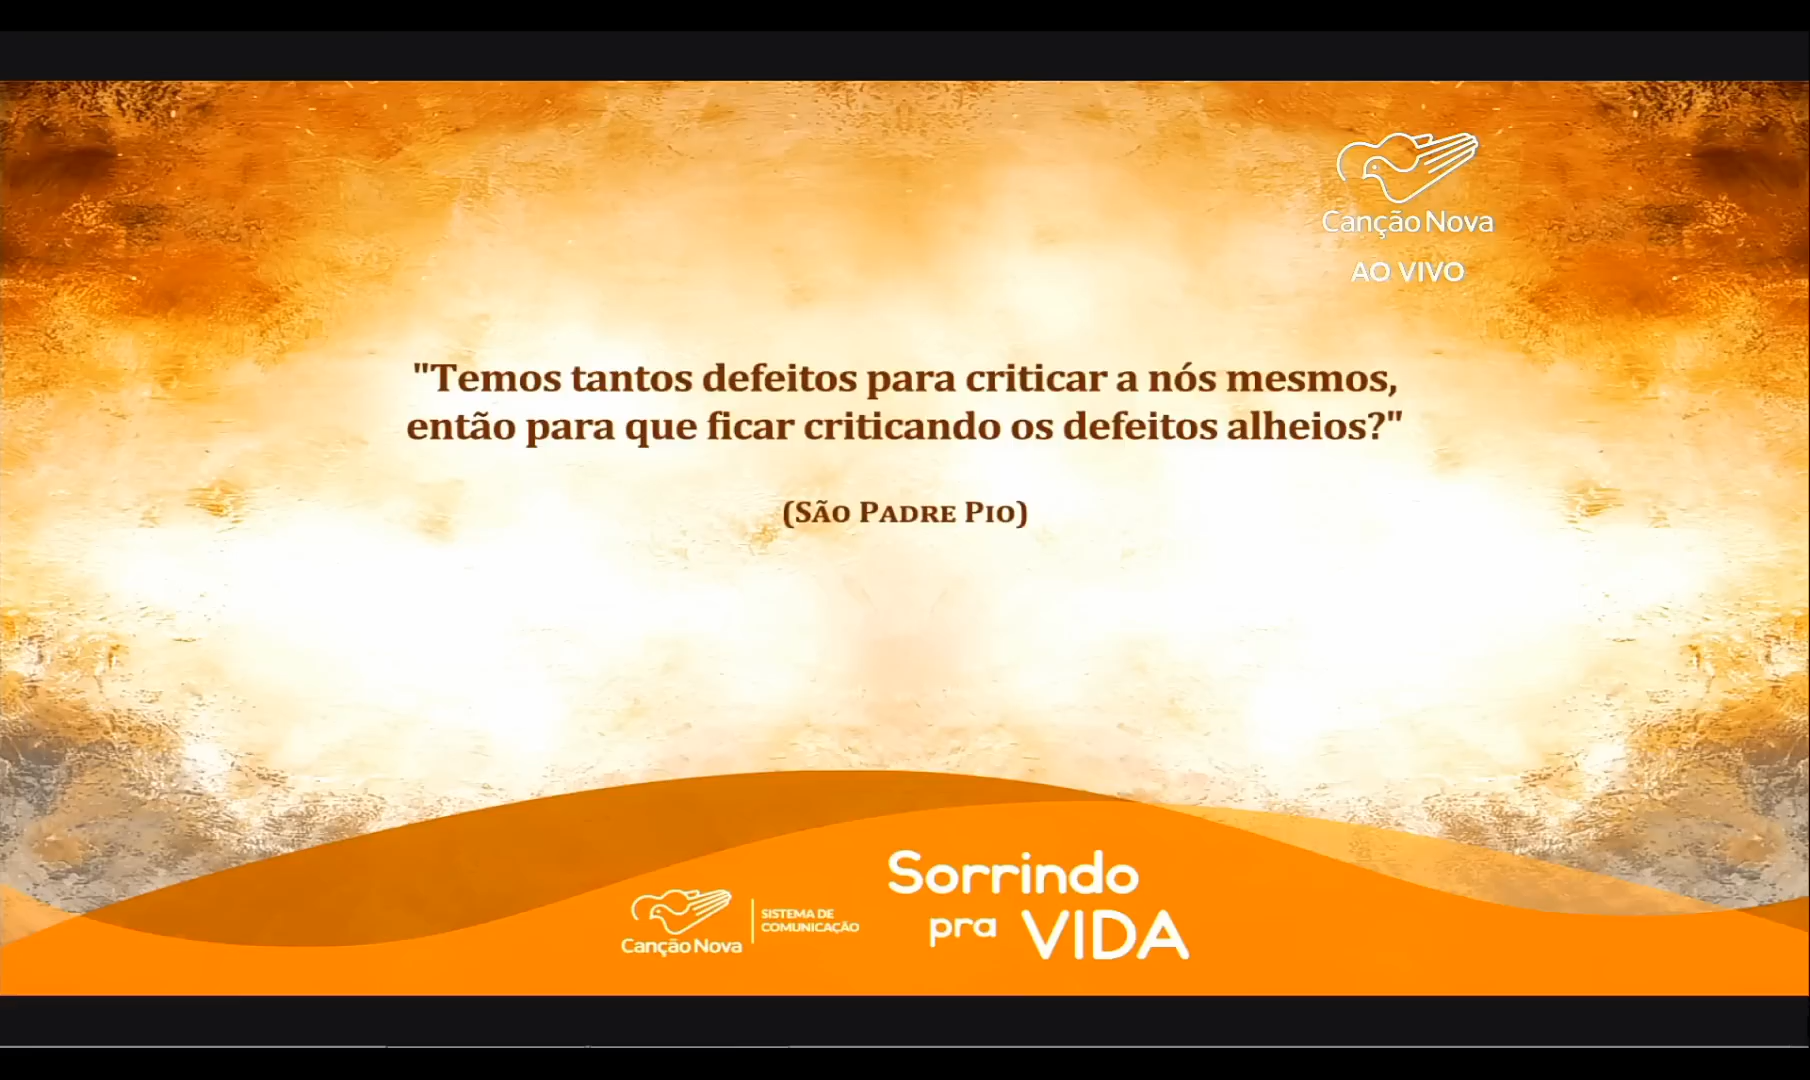 Canção Nova
AO VIVO
"Temos tantos defeitos para criticar a nós mesmos,
então para que ficar criticando os defeitos alheios?"
(São Padre Pio)
Sorrindo
pra VIDA
Canção Nova
SISTEMA DE
COMUNICAÇÃO